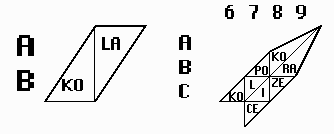 6 7 8 9
A LA A KO
B KO B PO RA
C L I ZE
KO CE